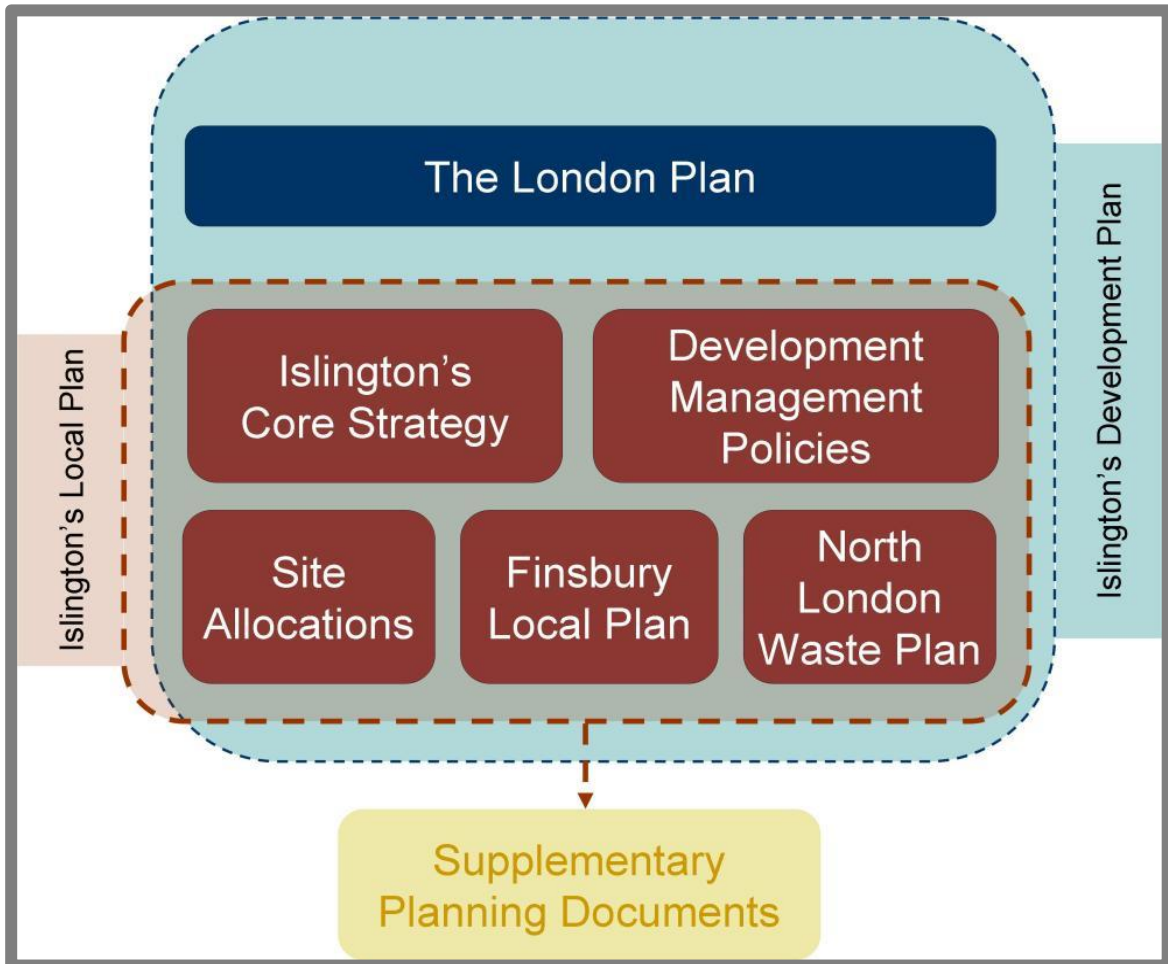 The London Plan
Islington's Local Plan
Islington's
Core Strategy
Development
Management
Policies
Site
Allocations
Finsbury
Local Plan
North
London
Waste Plan
Islington's Development Plan
Supplementary
Planning Documents